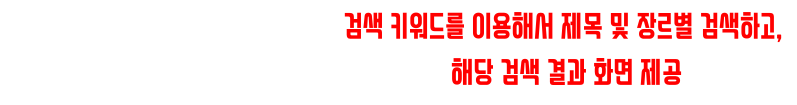 검색 키워드를 이용해서 제목 및 장르별 검색하고,
해당 검색 결과 화면 제공